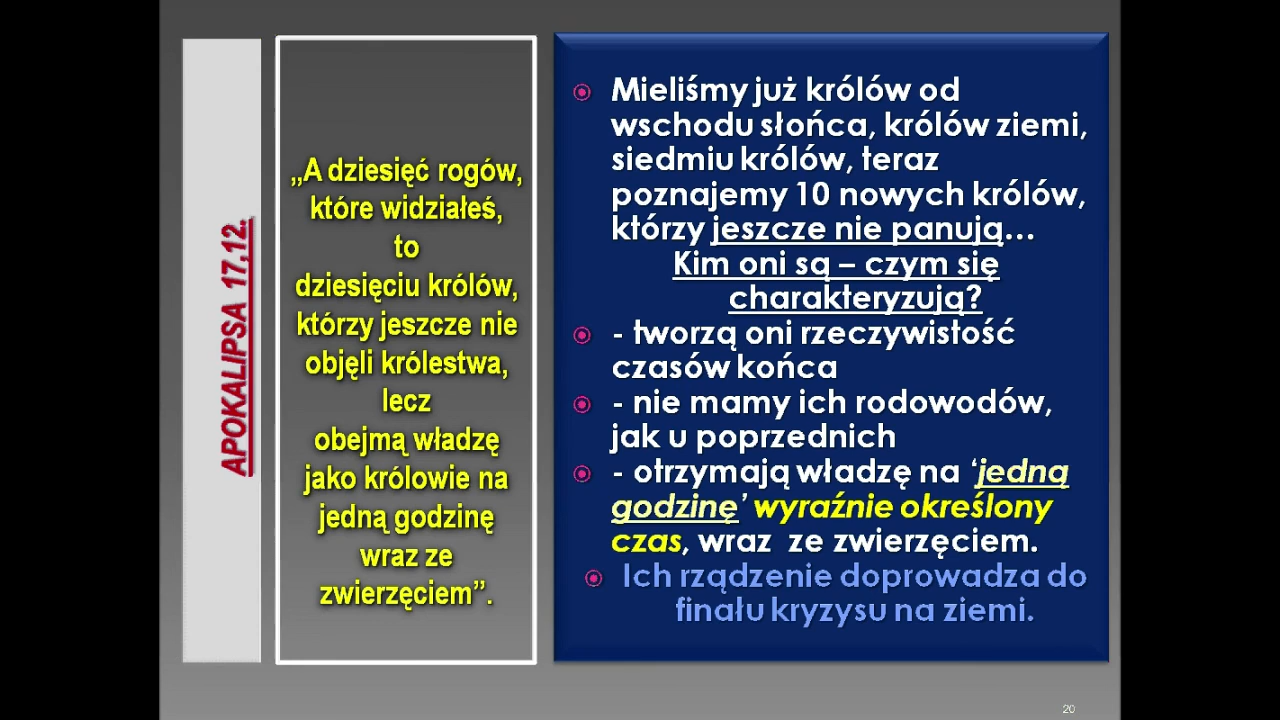 APOKALIPSA 17,12.
„A dziesięć rogów,
które widziałeś,
to
dziesięciu królów,
którzy jeszcze nie
objęli królestwa,
lecz
obejmą władzę
jako królowie na
jedną godzinę
wraz ze
zwierzęciem”.
Mieliśmy już królów od
wschodu słońca, królów ziemi,
siedmiu królów, teraz
poznajemy 10 nowych królów,
którzy jeszcze nie panują…
Kim oni są – czym się
charakteryzują?
- tworzą oni rzeczywistość
czasów końca
- nie mamy ich rodowodów,
jak u poprzednich
- otrzymają władzę na ‘jedną
godzinę’ wyraźnie określony
czas, wraz ze zwierzęciem.
Ich rządzenie doprowadza do
finału kryzysu na ziemi.
20